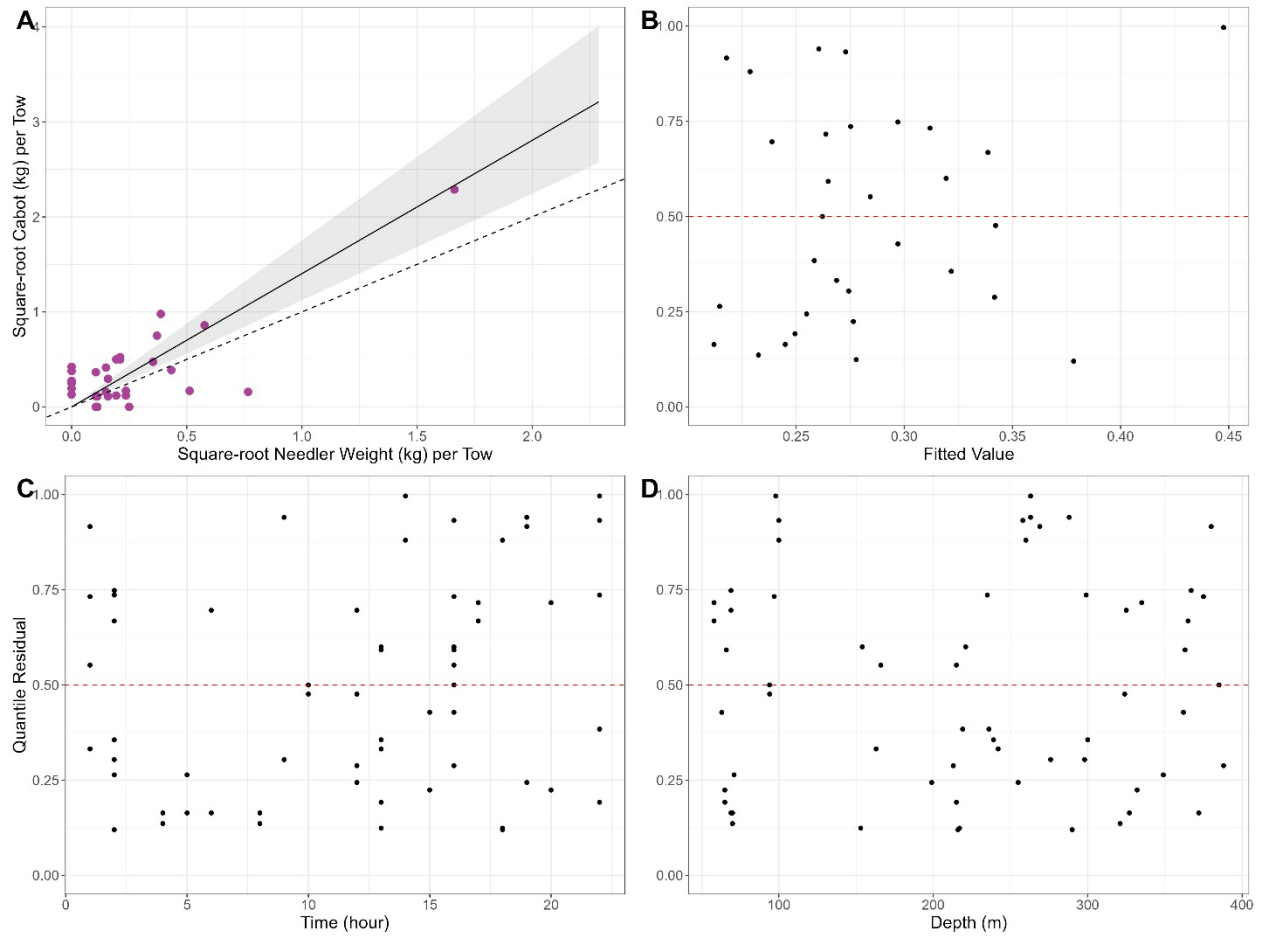 A
4
3
2
1
0
Square-root Cabot (kg) per Tow
0.0 0.5 1.0 1.5 2.0
Square-root Needler Weight (kg) per Tow
B
1.00
0.75
0.50
0.25
0.00
0.25 0.30 0.35 0.40 0.45
Fitted Value
C
1.00
0.75
0.50
0.25
0.00
Quantile Residual
0 5 10 15 20
Time (hour)
D
1.00
0.75
0.50
0.25
0.00
100 200 300 400
Depth (m)